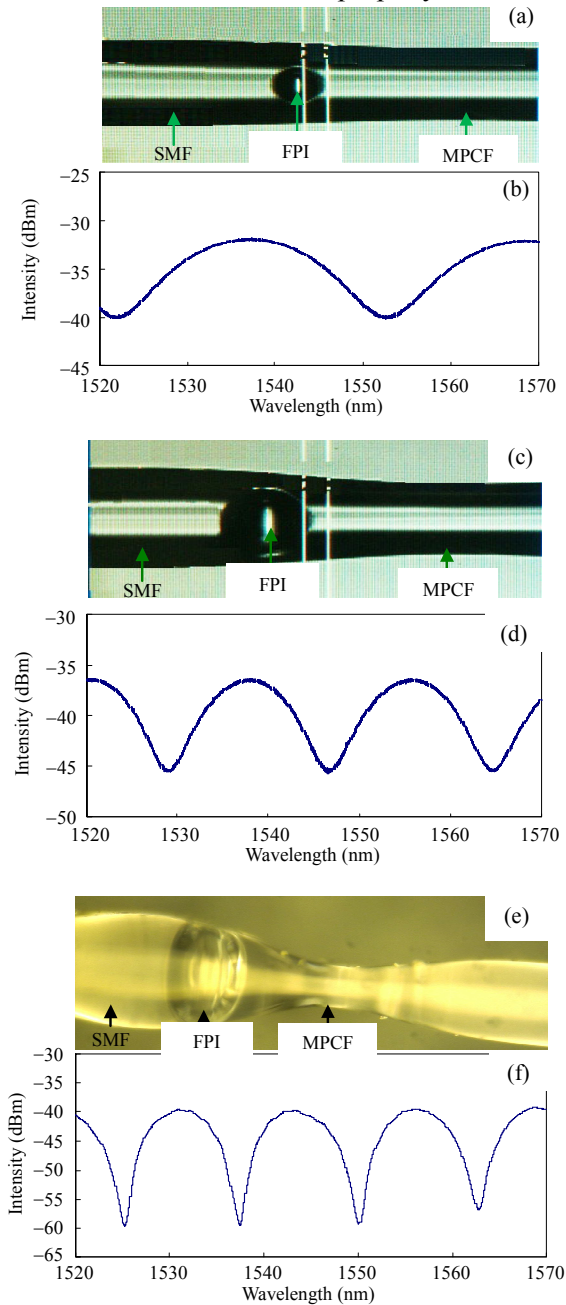 (a)
SMF FPI MPCF
(b)
Intensity (dBm)
−25
−30
−35
−40
−45
1520 1530 1540 1550 1560 1570
Wavelength (nm)
(c)
SMF FPI MPCF
(d)
Intensity (dBm)
−30
−35
−40
−45
−50
1520 1530 1540 1550 1560 1570
Wavelength (nm)
(e)
SMF FPI MPCF
(f)
Intensity (dBm)
−30
−35
−40
−45
−50
−55
−60
−65
1520 1530 1540 1550 1560 1570
Wavelength (nm)